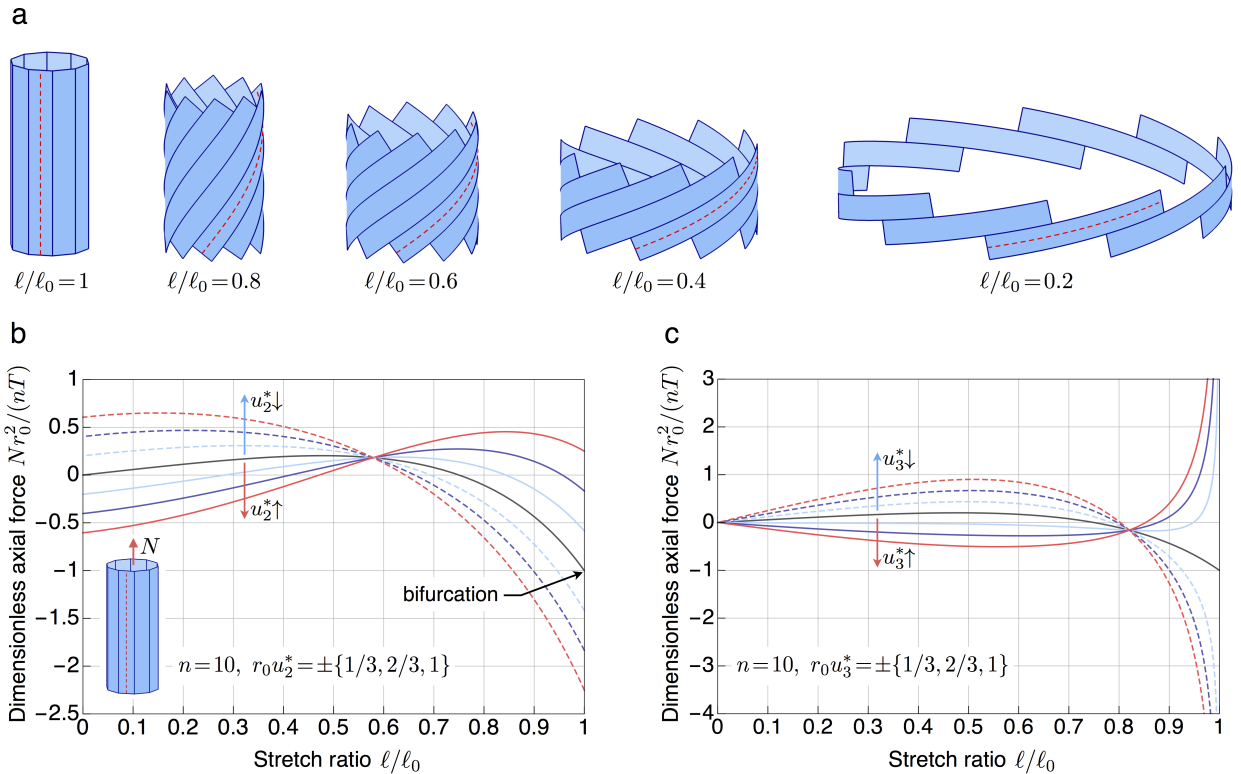 a
ℓ/ℓ₀=1
ℓ/ℓ₀=0.8
ℓ/ℓ₀=0.6
ℓ/ℓ₀=0.4
ℓ/ℓ₀=0.2
b
Dimensionless axial force N r₀²/(nT)
1
0.5
0
−0.5
−1
−1.5
−2
−2.5
u₂*↓
u₂*↑
N
bifurcation
n=10, r₀u₂*=±{1/3, 2/3, 1}
0 0.1 0.2 0.3 0.4 0.5 0.6 0.7 0.8 0.9 1
Stretch ratio ℓ/ℓ₀
c
Dimensionless axial force N r₀²/(nT)
3
2
1
0
−1
−2
−3
−4
u₃*↓
u₃*↑
n=10, r₀u₃*=±{1/3, 2/3, 1}
0 0.1 0.2 0.3 0.4 0.5 0.6 0.7 0.8 0.9 1
Stretch ratio ℓ/ℓ₀